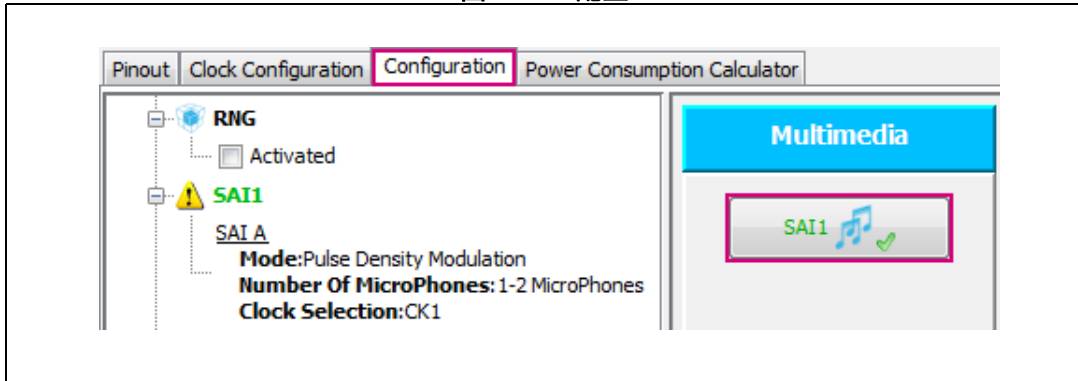 Pinout Clock Configuration Configuration Power Consumption Calculator
RNG
Activated
SAI1
SAI A
Mode:Pulse Density Modulation
Number Of MicroPhones:1-2 MicroPhones
Clock Selection:CK1
Multimedia
SAI1